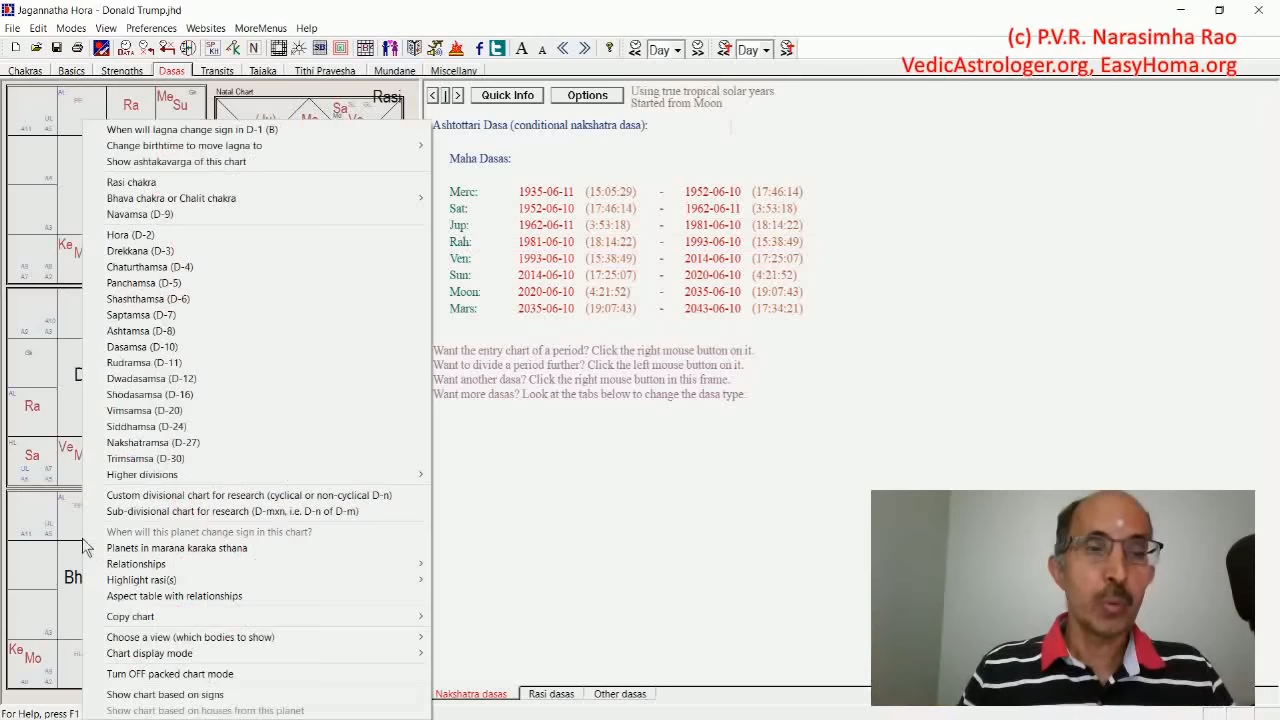 Jagannatha Hora - Donald Trump.jhd
File Edit Modes View Preferences Websites MoreMenus Help
Day Day
(c) P.V.R. Narasimha Rao
VedicAstrologer.org, EasyHoma.org
Chakras Basics Strengths Dasas Transits Tajaka Tithi Pravesha Mundane Miscellany
Natal Chart
Rasi
Ra Me Su
Sa
Ke
Ra
Sa Ve
Bh
Ke Mo
When will lagna change sign in D-1 (B)
Change birthtime to move lagna to
Show ashtakavarga of this chart
Rasi chakra
Bhava chakra or Chalit chakra
Navamsa (D-9)
Hora (D-2)
Drekkana (D-3)
Chaturthamsa (D-4)
Panchamsa (D-5)
Shashthamsa (D-6)
Saptamsa (D-7)
Ashtamsa (D-8)
Dasamsa (D-10)
Rudramsa (D-11)
Dwadasamsa (D-12)
Shodasamsa (D-16)
Vimsamsa (D-20)
Siddhamsa (D-24)
Nakshatramsa (D-27)
Trimsamsa (D-30)
Higher divisions
Custom divisional chart for research (cyclical or non-cyclical D-n)
Sub-divisional chart for research (D-mxn, i.e. D-n of D-m)
When will this planet change sign in this chart?
Planets in marana karaka sthana
Relationships
Highlight rasi(s)
Aspect table with relationships
Copy chart
Choose a view (which bodies to show)
Chart display mode
Turn OFF packed chart mode
Show chart based on signs
Show chart based on houses from this planet
Quick Info Options
Using true tropical solar years
Started from Moon
Ashtottari Dasa (conditional nakshatra dasa):
Maha Dasas:
Merc: 1935-06-11 (15:05:29) - 1952-06-10 (17:46:14)
Sat: 1952-06-10 (17:46:14) - 1962-06-11 (3:53:18)
Jup: 1962-06-11 (3:53:18) - 1981-06-10 (18:14:22)
Rah: 1981-06-10 (18:14:22) - 1993-06-10 (15:38:49)
Ven: 1993-06-10 (15:38:49) - 2014-06-10 (17:25:07)
Sun: 2014-06-10 (17:25:07) - 2020-06-10 (4:21:52)
Moon: 2020-06-10 (4:21:52) - 2035-06-10 (19:07:43)
Mars: 2035-06-10 (19:07:43) - 2043-06-10 (17:34:21)
Want the entry chart of a period? Click the right mouse button on it.
Want to divide a period further? Click the left mouse button on it.
Want another dasa? Click the right mouse button in this frame.
Want more dasas? Look at the tabs below to change the dasa type.
Nakshatra dasas Rasi dasas Other dasas
For Help, press F1